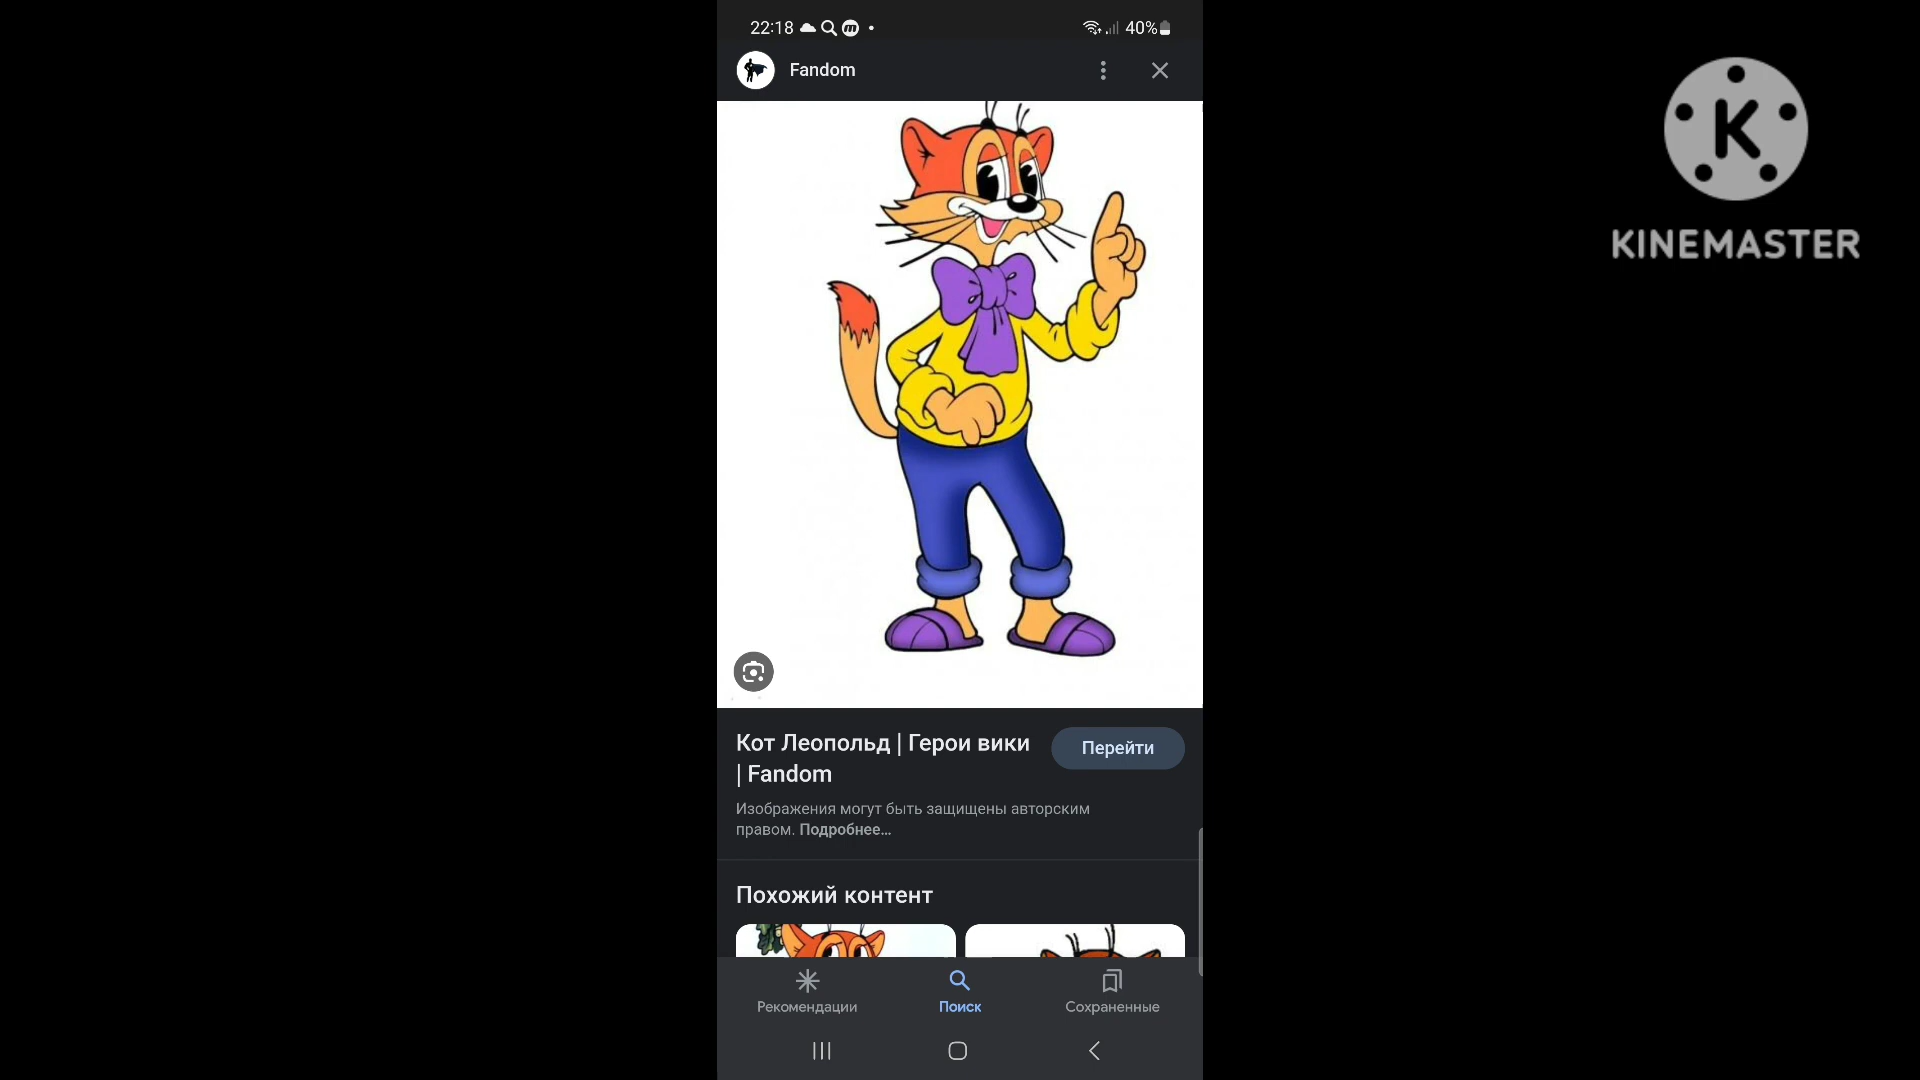 22:18
40%
Fandom
KINEMASTER
Кот Леопольд | Герои вики
| Fandom
Перейти
Изображения могут быть защищены авторским
правом. Подробнее...
Похожий контент
Рекомендации
Поиск
Сохраненные